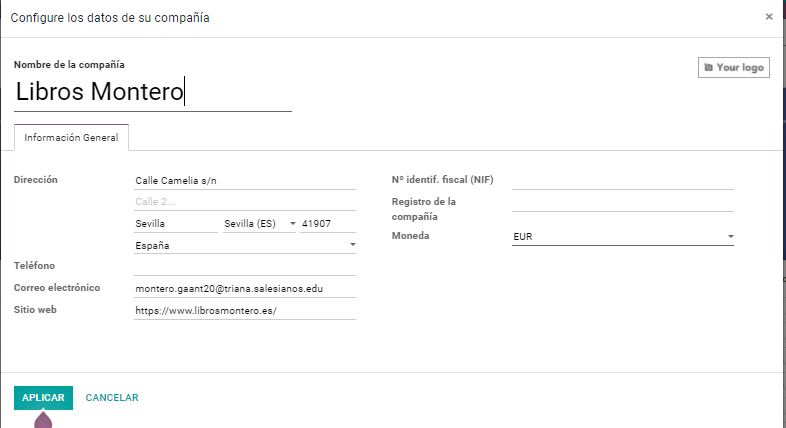 Configure los datos de su compañía ×
Nombre de la compañía
Your logo
Libros Montero
Información General
Dirección Calle Camelia s/n
Calle 2...
Sevilla Sevilla (ES) 41907
España
Teléfono
Correo electrónico montero.gaant20@triana.salesianos.edu
Sitio web https://www.librosmontero.es/
Nº identif. fiscal (NIF)
Registro de la
compañía
Moneda EUR
APLICAR CANCELAR